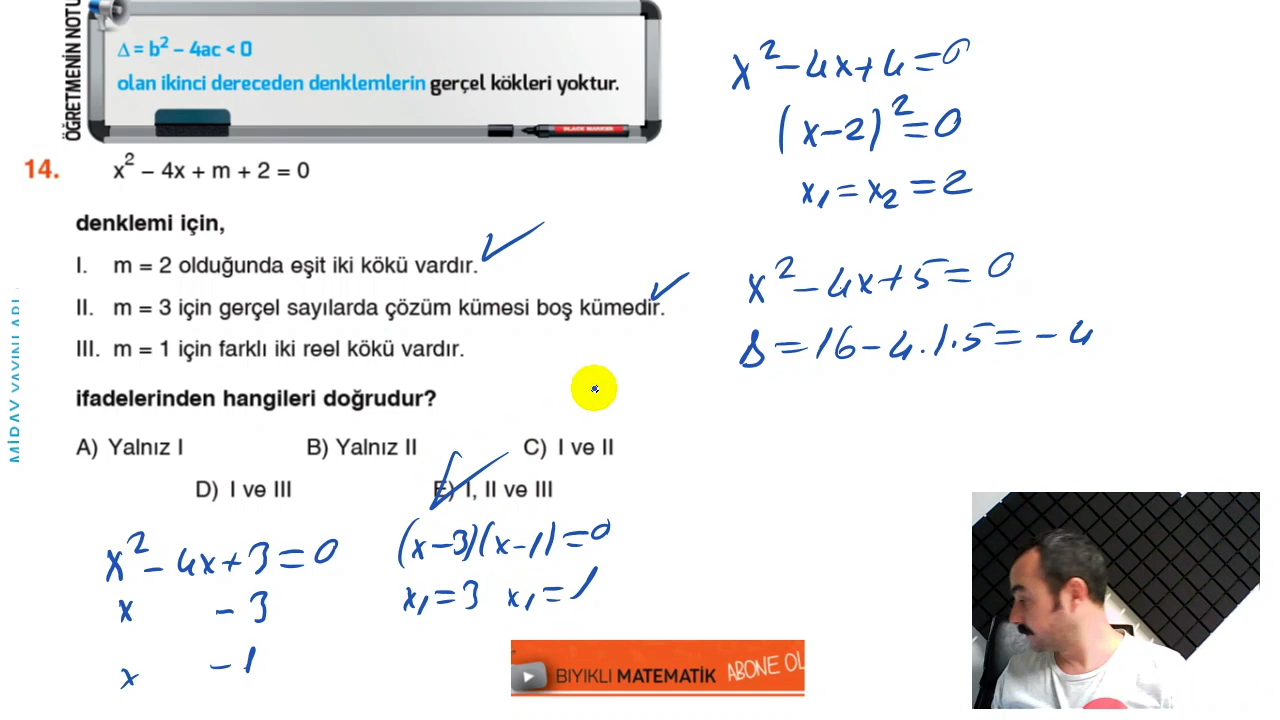 ÖĞRETMENİN NOTU
Δ = b² – 4ac < 0
olan ikinci dereceden denklemlerin gerçel kökleri yoktur.
BLACK MARKER
14. x² – 4x + m + 2 = 0
denklemi için,
I. m = 2 olduğunda eşit iki kökü vardır.
II. m = 3 için gerçel sayılarda çözüm kümesi boş kümedir.
III. m = 1 için farklı iki reel kökü vardır.
ifadelerinden hangileri doğrudur?
A) Yalnız I B) Yalnız II C) I ve II
D) I ve III E) I, II ve III
x² – 4x + 4 = 0
(x – 2)² = 0
x₁ = x₂ = 2
x² – 4x + 5 = 0
Δ = 16 – 4.1.5 = – 4
x² – 4x + 3 = 0
x – 3
x – 1
(x – 3)(x – 1) = 0
x₁ = 3 x₁ = 1
MİRAY YAYINLARI
BIYIKLI MATEMATİK ABONE OL